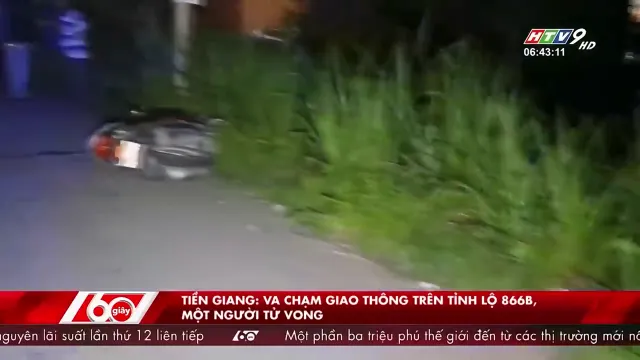 HTV9 HD
06:43:11
60 giây
TIỀN GIANG: VA CHẠM GIAO THÔNG TRÊN TỈNH LỘ 866B,
MỘT NGƯỜI TỬ VONG
nguyên lãi suất lần thứ 12 liên tiếp 60 Một phần ba triệu phú thế giới đến từ các thị trường mới nổi